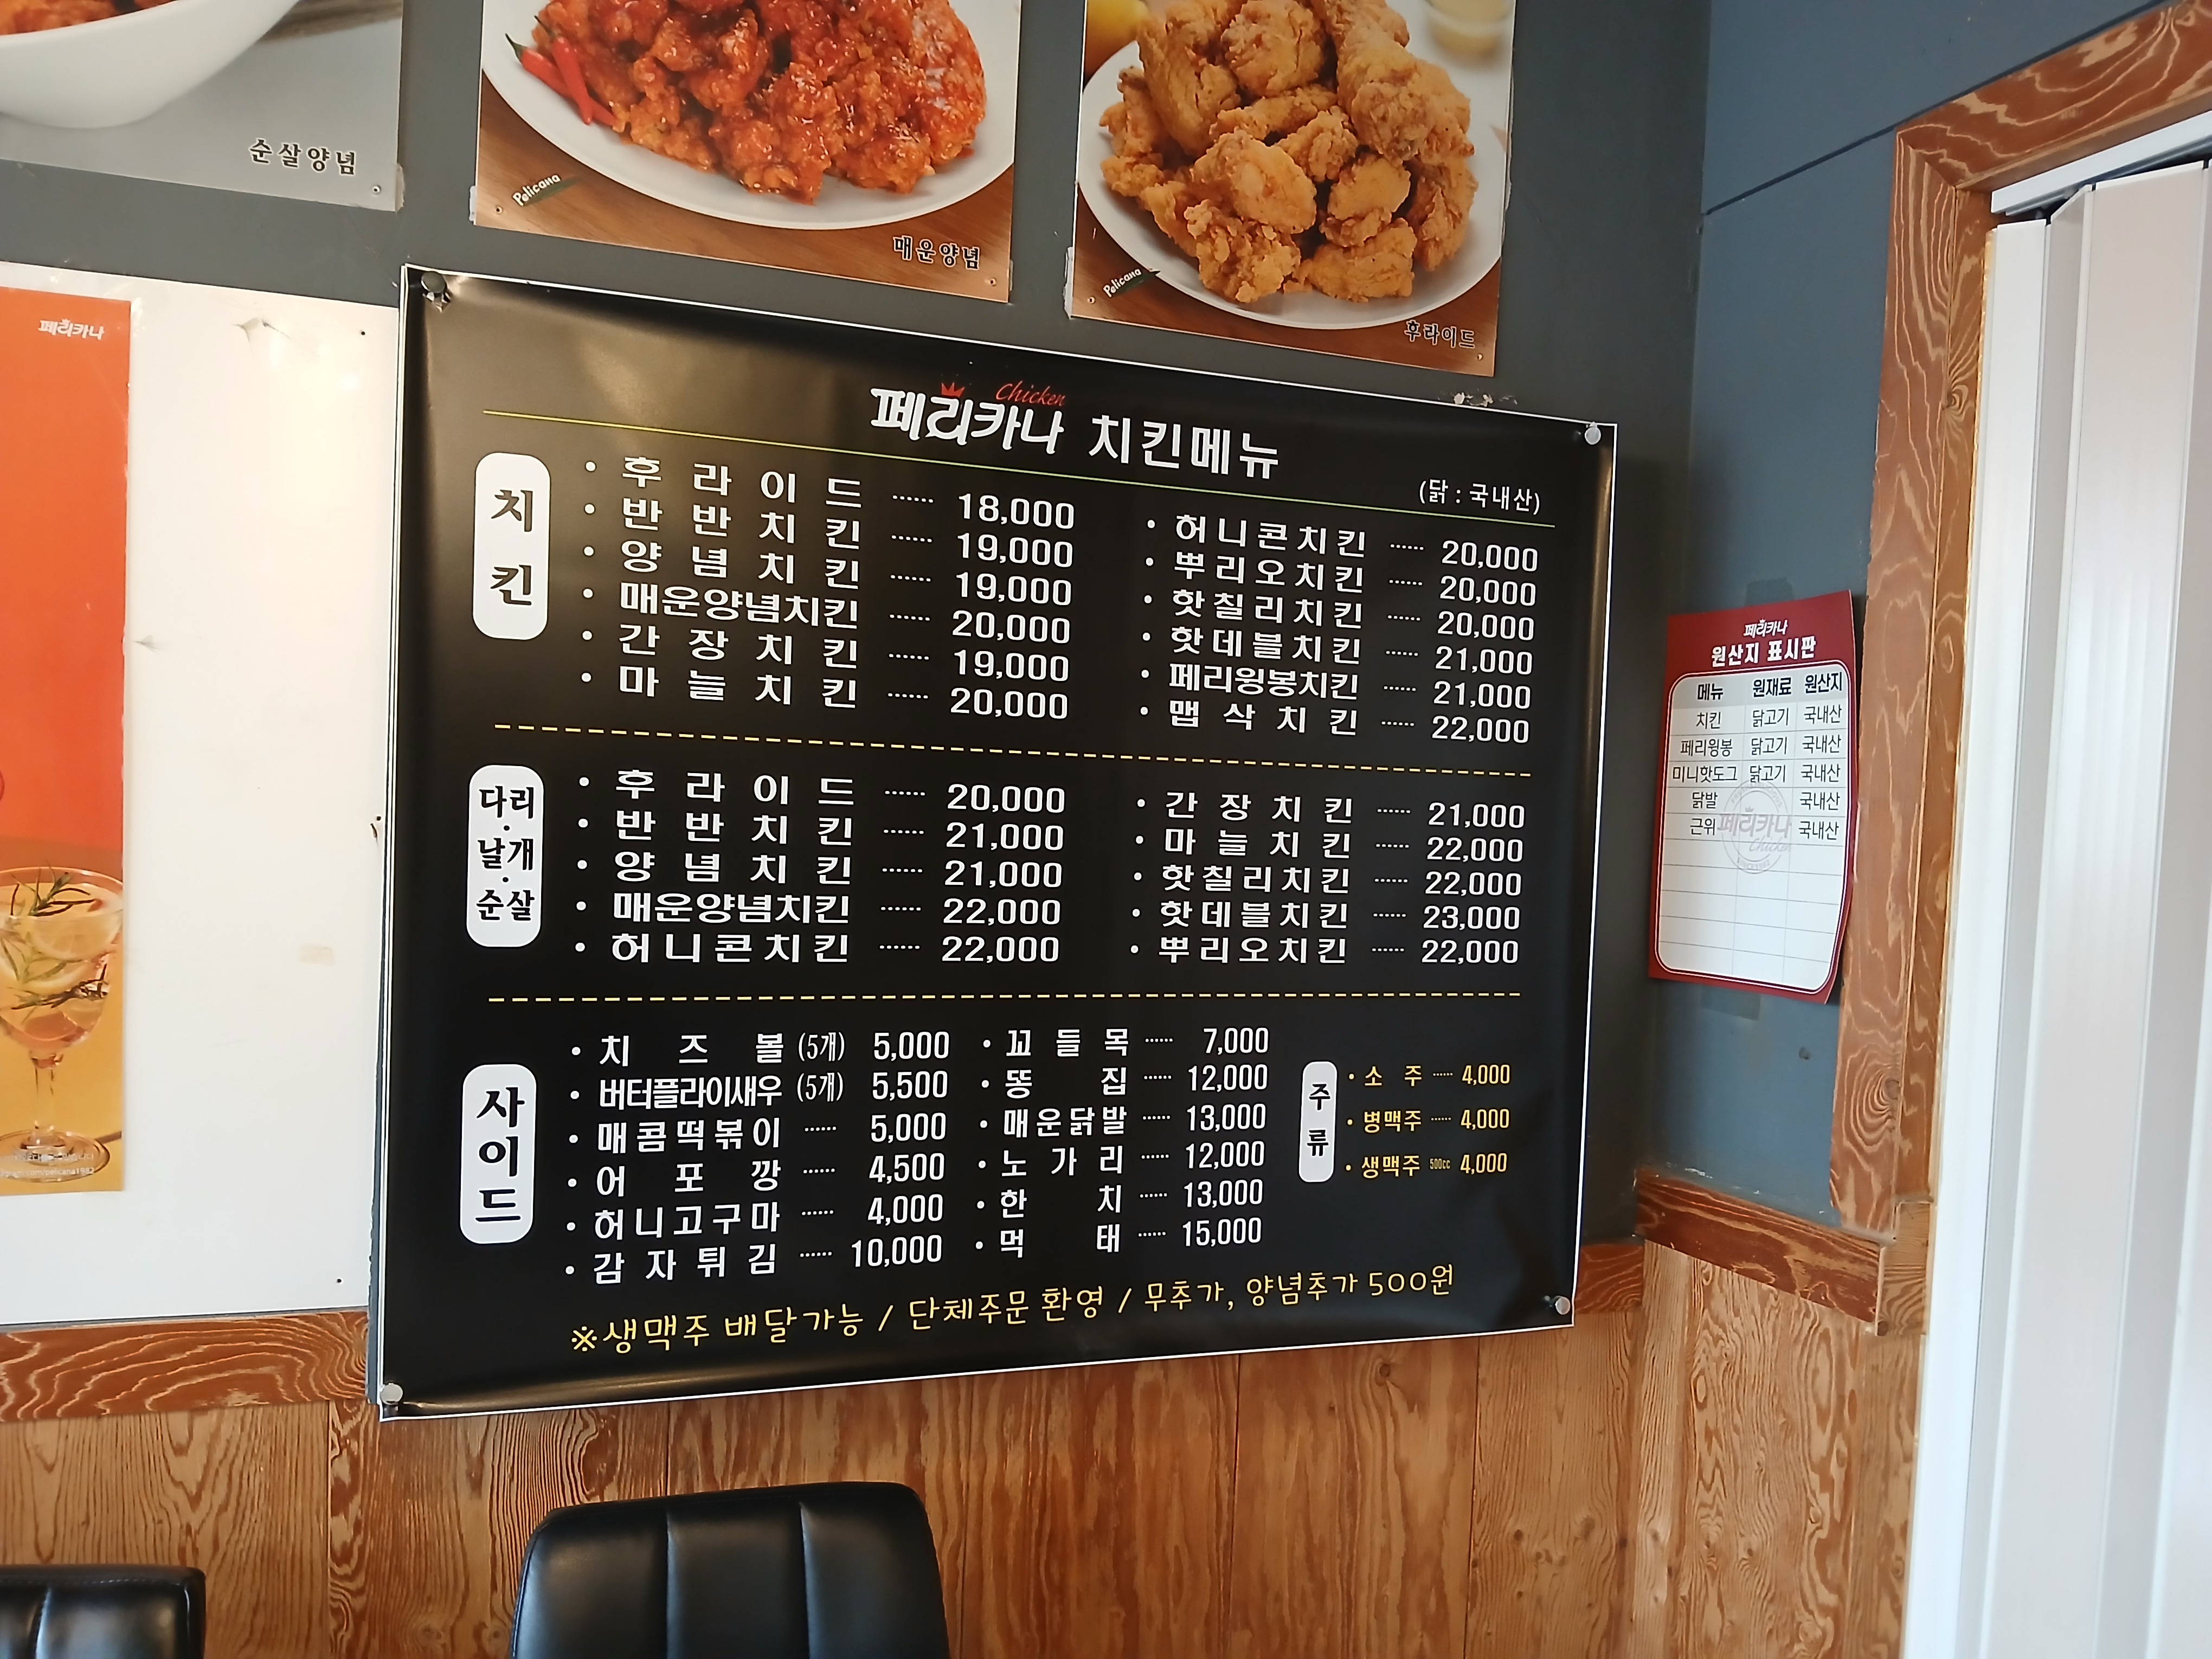 순살양념
Pelicana
매운양념
Pelicana
후라이드
페리카나
페리카나 Chicken 치킨메뉴
(닭 : 국내산)
치킨
• 후라이드 ...... 18,000
• 반반치킨 ...... 19,000
• 양념치킨 ...... 19,000
• 매운양념치킨 ...... 20,000
• 간장치킨 ...... 19,000
• 마늘치킨 ...... 20,000
• 허니콘치킨 ...... 20,000
• 뿌리오치킨 ...... 20,000
• 핫칠리치킨 ...... 20,000
• 핫데블치킨 ...... 21,000
• 페리윙봉치킨 ...... 21,000
• 맵삭치킨 ...... 22,000
다리·날개·순살
• 후라이드 ...... 20,000
• 반반치킨 ...... 21,000
• 양념치킨 ...... 21,000
• 매운양념치킨 ...... 22,000
• 허니콘치킨 ...... 22,000
• 간장치킨 ...... 21,000
• 마늘치킨 ...... 22,000
• 핫칠리치킨 ...... 22,000
• 핫데블치킨 ...... 23,000
• 뿌리오치킨 ...... 22,000
사이드
• 치즈볼 (5개) 5,000
• 버터플라이새우 (5개) 5,500
• 매콤떡볶이 ...... 5,000
• 어포깡 ...... 4,500
• 허니고구마 ...... 4,000
• 감자튀김 ...... 10,000
• 꼬들목 ...... 7,000
• 똥집 ...... 12,000
• 매운닭발 ...... 13,000
• 노가리 ...... 12,000
• 한치 ...... 13,000
• 먹태 ...... 15,000
주류
• 소주 ...... 4,000
• 병맥주 ...... 4,000
• 생맥주 500cc 4,000
※생맥주 배달가능 / 단체주문 환영 / 무추가, 양념추가 500원
페리카나
원산지 표시판
메뉴 원재료 원산지
치킨 닭고기 국내산
페리윙봉 닭고기 국내산
미니핫도그 닭고기 국내산
닭발 국내산
근위 국내산
페리카나
Chicken